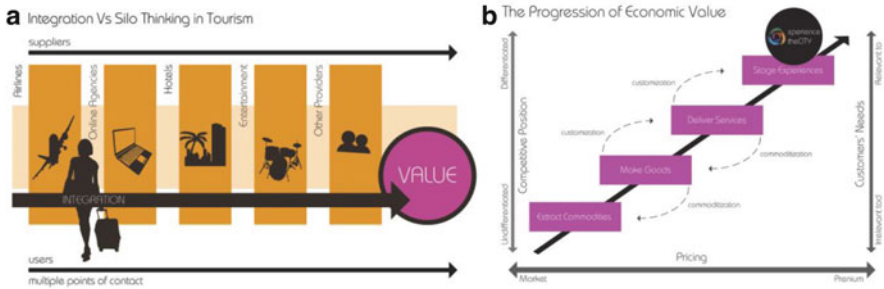 a Integration Vs Silo Thinking in Tourism
suppliers
Airlines
Online Agencies
Hotels
Entertainment
Other Providers
VALUE
INTEGRATION
users
multiple points of contact
b The Progression of Economic Value
Differentiated
Competitive Position
Undifferentiated
xperience
theCITY
Stage Experiences
customization
Deliver Services
customization
commoditization
Make Goods
commoditization
Extract Commodities
Relevant to
Customers' Needs
Irrelevant too
Pricing
Market
Premium